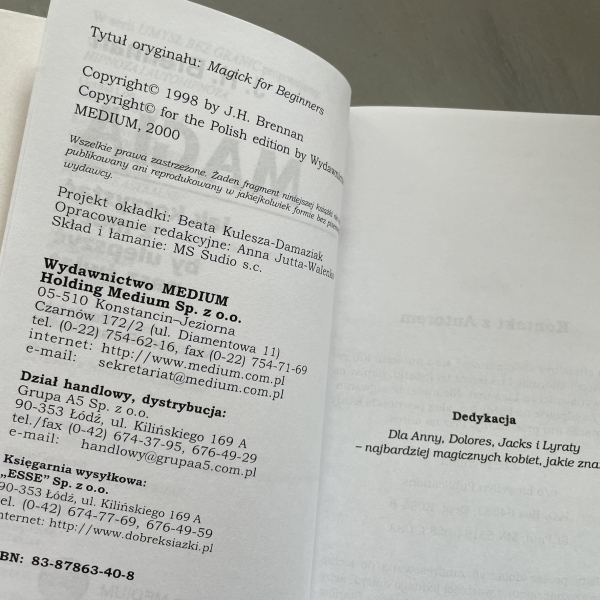 Tytuł oryginału: Magick for Beginners
Copyright© 1998 by J.H. Brennan
Copyright© for the Polish edition by
MEDIUM, 2000
Wszelkie prawa zastrzeżone. Żaden fragment niniejszej książki
publikowany ani reprodukowany w jakiejkolwiek formie bez
wydawcy.
Projekt okładki: Beata Kulesza-Damaziak
Opracowanie redakcyjne: Anna Jutta-Walenko
Skład i łamanie: MS Sudio s.c.
Wydawnictwo MEDIUM
Holding Medium Sp. z o.o.
05-510 Konstancin–Jeziorna
Czarnów 172/2 (ul. Diamentowa 11)
tel. (0-22) 754-62-16, fax (0-22) 754-71-69
internet: http://www.medium.com.pl
e-mail: sekretariat@medium.com.pl
Dział handlowy, dystrybucja:
Grupa A5 Sp. z o.o.
90-353 Łódź, ul. Kilińskiego 169 A
tel./fax (0-42) 674-37-95, 676-49-29
e-mail: handlowy@grupaa5.com.pl
Księgarnia wysyłkowa:
„ESSE” Sp. z o.o.
90-353 Łódź, ul. Kilińskiego 169 A
tel. (0-42) 674-77-69, 676-49-59
internet: http://www.dobreksiazki.pl
BN: 83-87863-40-8
Dedykacja
Dla Anny, Dolores, Jacks i Lyraty
– najbardziej magicznych kobiet, jakie zna